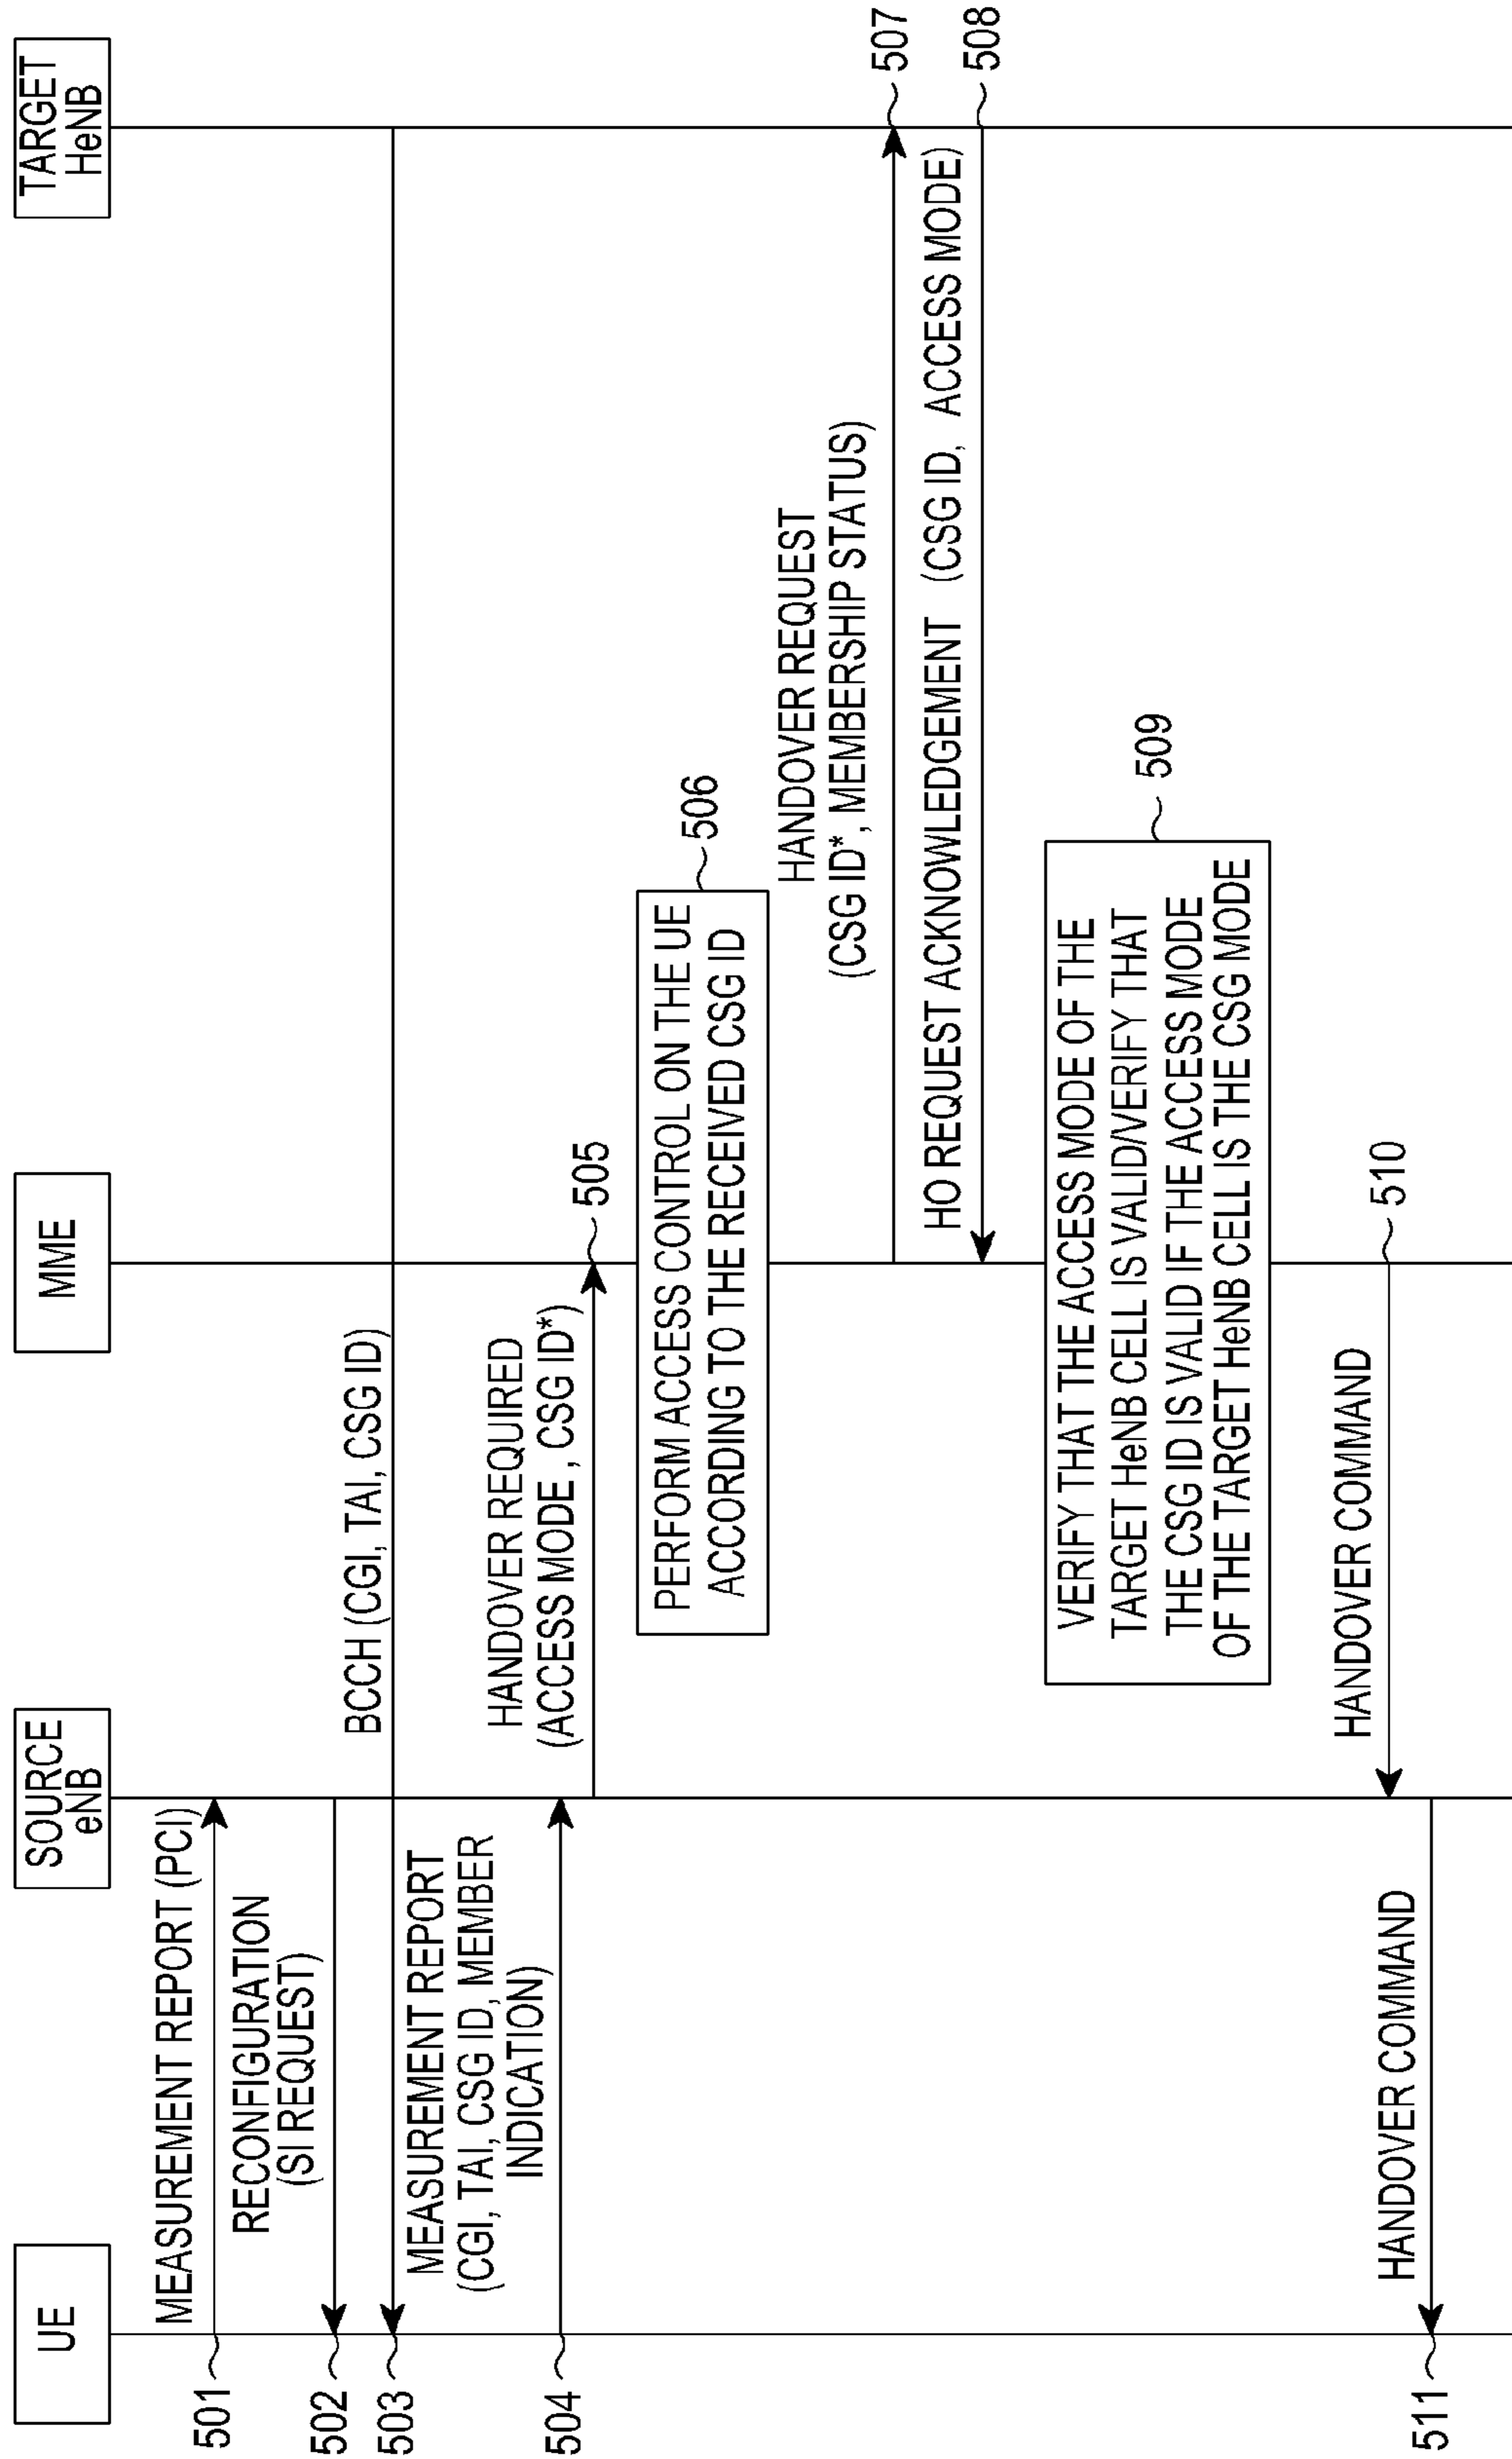 UE
SOURCE
eNB
MME
TARGET
HeNB
MEASUREMENT REPORT (PCI)
501
RECONFIGURATION
(SI REQUEST)
502
BCCH (CGI, TAI, CSG ID)
503
MEASUREMENT REPORT
(CGI, TAI, CSG ID, MEMBER
INDICATION)
504
HANDOVER REQUIRED
(ACCESS MODE , CSG ID*)
505
PERFORM ACCESS CONTROL ON THE UE
ACCORDING TO THE RECEIVED CSG ID
506
HANDOVER REQUEST
(CSG ID*, MEMBERSHIP STATUS)
507
HO REQUEST ACKNOWLEDGEMENT (CSG ID, ACCESS MODE)
508
VERIFY THAT THE ACCESS MODE OF THE
TARGET HeNB CELL IS VALID/VERIFY THAT
THE CSG ID IS VALID IF THE ACCESS MODE
OF THE TARGET HeNB CELL IS THE CSG MODE
509
HANDOVER COMMAND
510
HANDOVER COMMAND
511